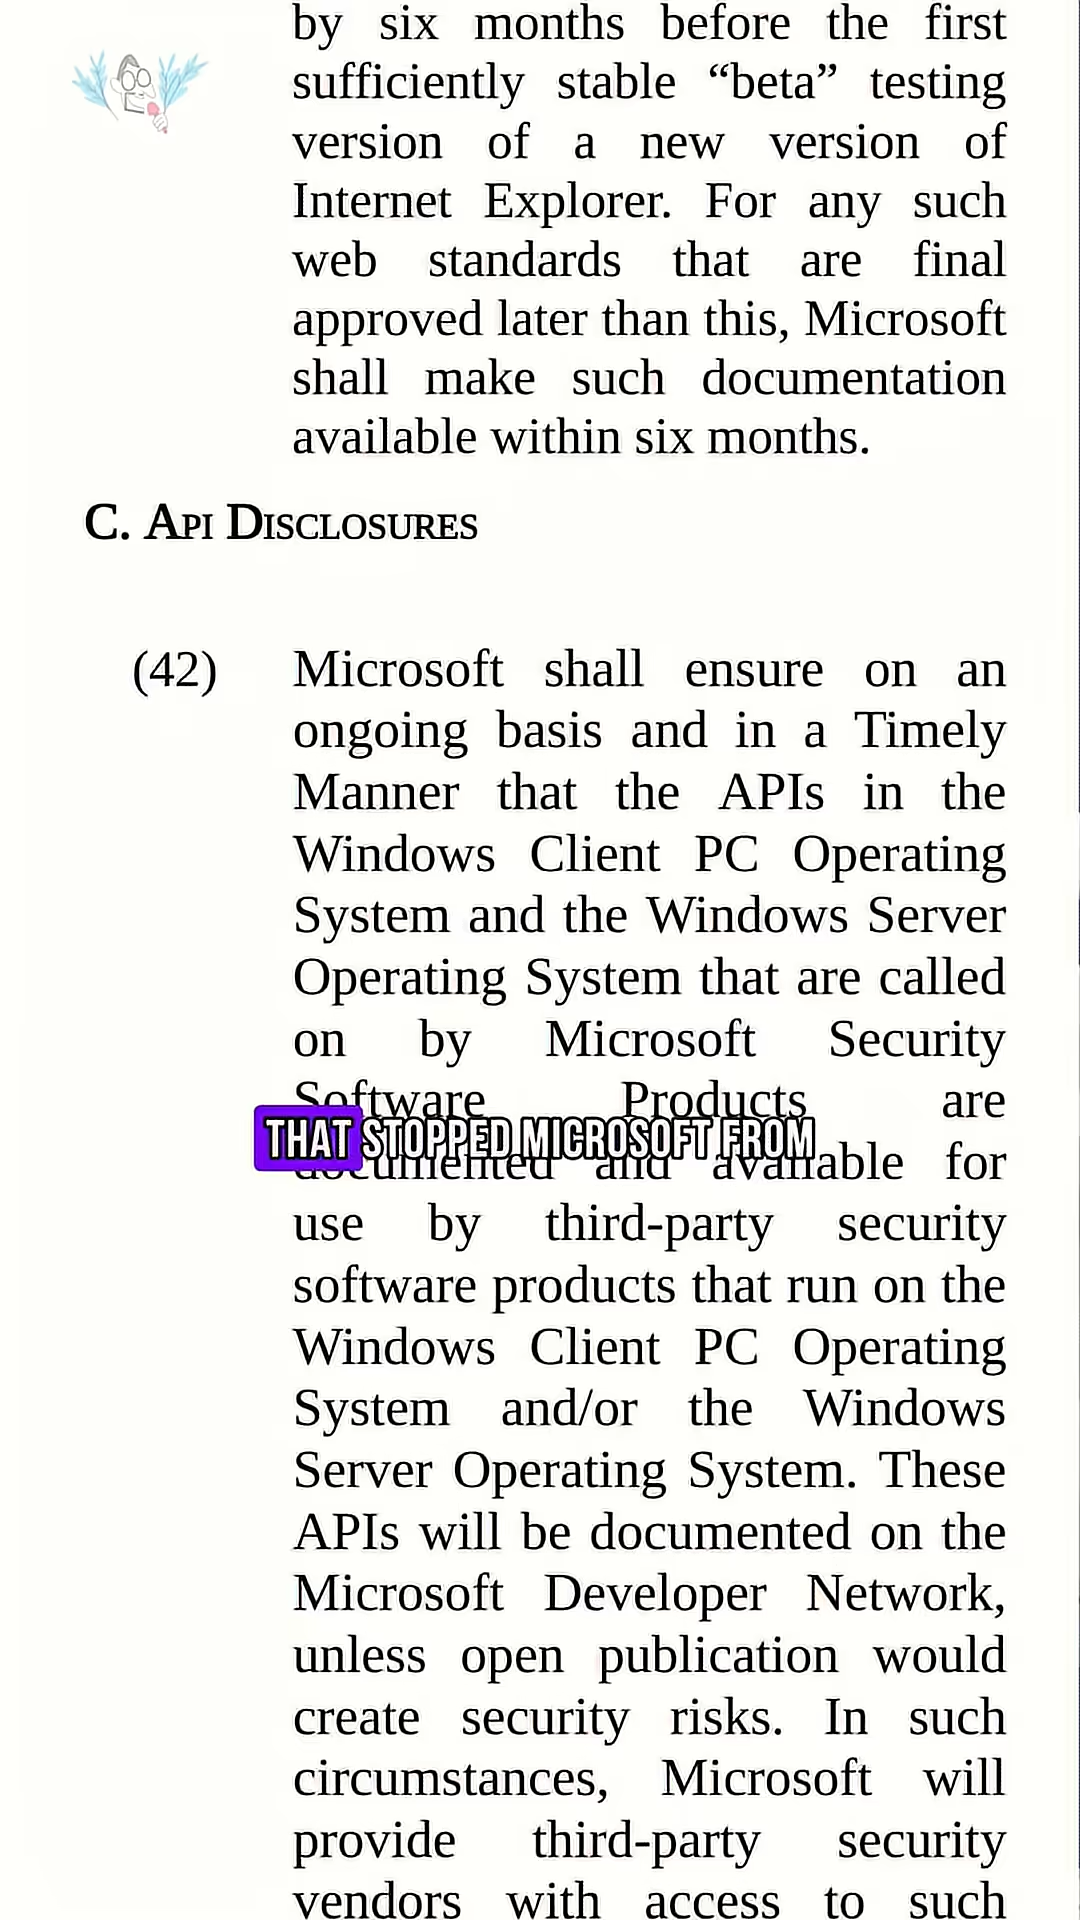 by six months before the first
sufficiently stable “beta” testing
version of a new version of
Internet Explorer. For any such
web standards that are final
approved later than this, Microsoft
shall make such documentation
available within six months.
C. Api Disclosures
(42) Microsoft shall ensure on an
ongoing basis and in a Timely
Manner that the APIs in the
Windows Client PC Operating
System and the Windows Server
Operating System that are called
on by Microsoft Security
Software Products are
THAT STOPPED MICROSOFT FROM
documented and available for
use by third-party security
software products that run on the
Windows Client PC Operating
System and/or the Windows
Server Operating System. These
APIs will be documented on the
Microsoft Developer Network,
unless open publication would
create security risks. In such
circumstances, Microsoft will
provide third-party security
vendors with access to such